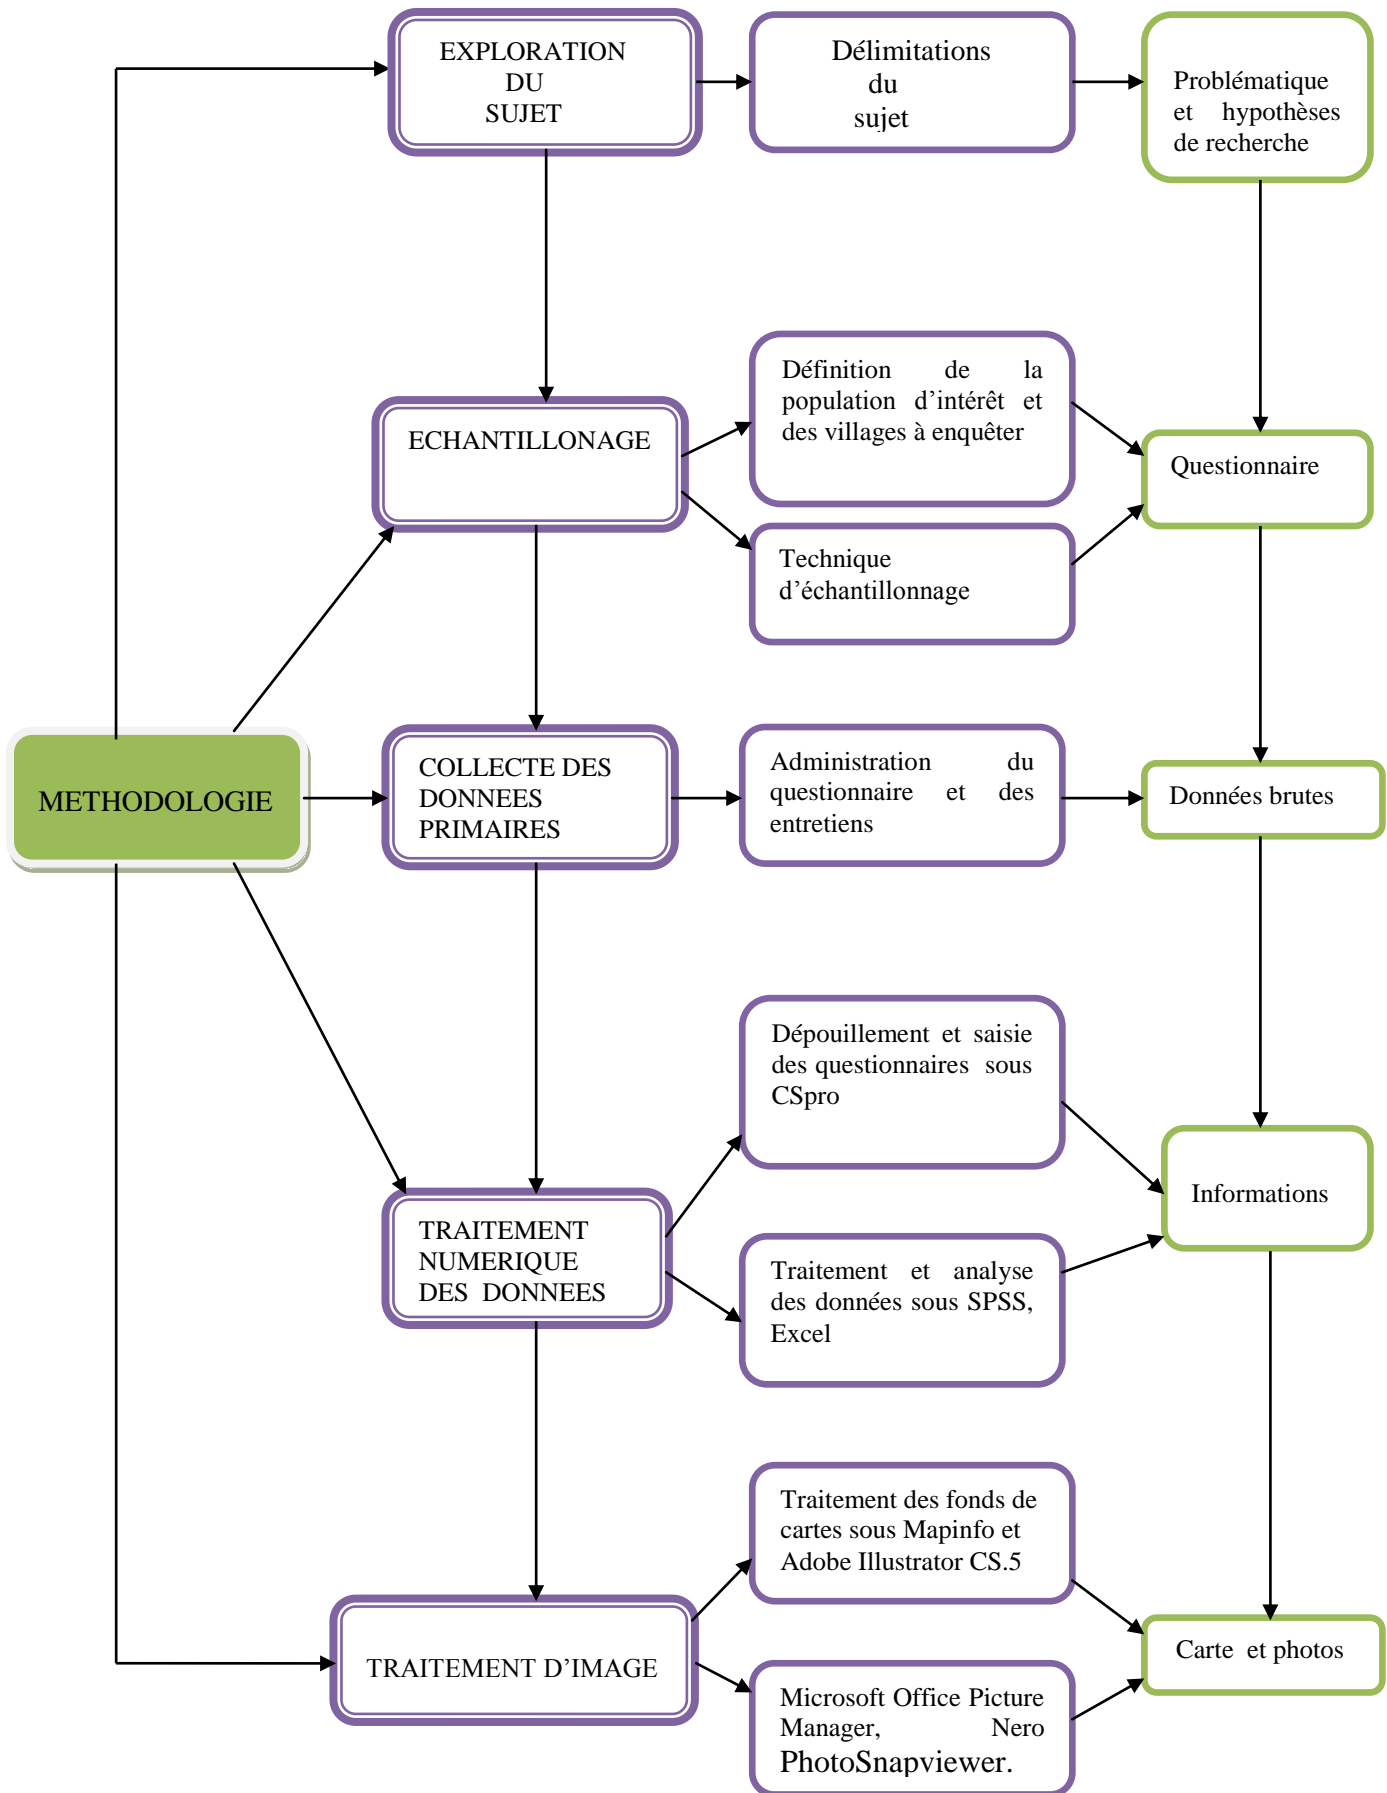 EXPLORATION
DU
SUJET
Délimitations
du
sujet
Problématique
et hypothèses
de recherche
ECHANTILLONAGE
Définition de la
population d’intérêt et
des villages à enquêter
Technique
d’échantillonnage
Questionnaire
METHODOLOGIE
COLLECTE DES
DONNEES
PRIMAIRES
Administration du
questionnaire et des
entretiens
Données brutes
TRAITEMENT
NUMERIQUE
DES DONNEES
Dépouillement et saisie
des questionnaires sous
CSpro
Traitement et analyse
des données sous SPSS,
Excel
Informations
TRAITEMENT D’IMAGE
Traitement des fonds de
cartes sous Mapinfo et
Adobe Illustrator CS.5
Microsoft Office Picture
Manager, Nero
PhotoSnapviewer.
Carte et photos